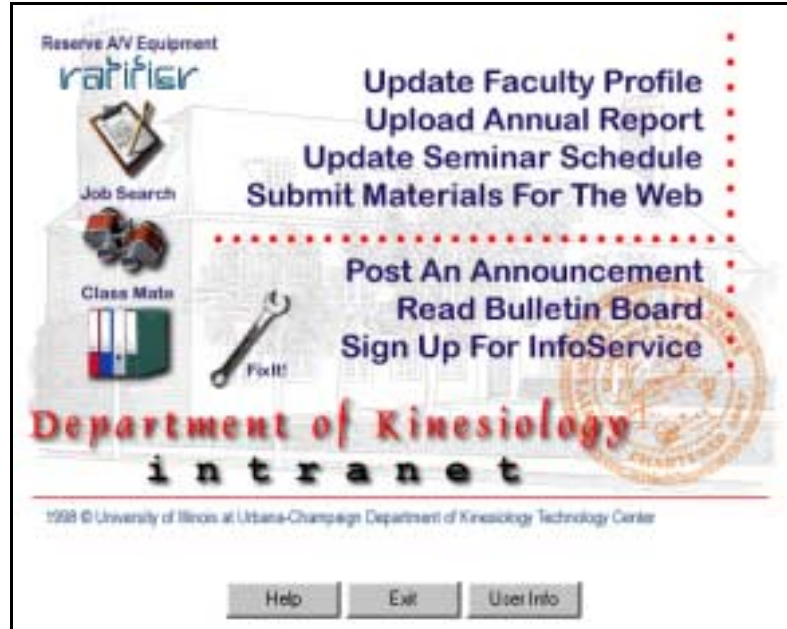 Reserve A/V Equipment
ratifier
Job Search
Class Mate
FixIt!
Update Faculty Profile
Upload Annual Report
Update Seminar Schedule
Submit Materials For The Web
Post An Announcement
Read Bulletin Board
Sign Up For InfoService
Department of Kinesiology
intranet
1998 © University of Illinois at Urbana-Champaign Department of Kinesiology Technology Center
Help
Exit
User Info